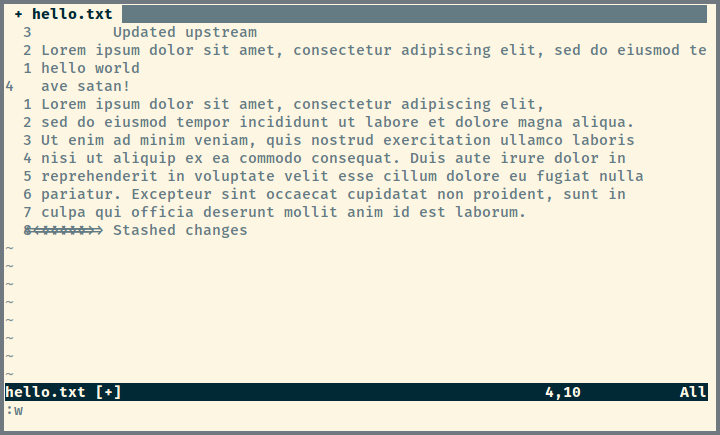 + hello.txt
3 Updated upstream
2 Lorem ipsum dolor sit amet, consectetur adipiscing elit, sed do eiusmod te
1 hello world
4 ave satan!
1 Lorem ipsum dolor sit amet, consectetur adipiscing elit,
2 sed do eiusmod tempor incididunt ut labore et dolore magna aliqua.
3 Ut enim ad minim veniam, quis nostrud exercitation ullamco laboris
4 nisi ut aliquip ex ea commodo consequat. Duis aute irure dolor in
5 reprehenderit in voluptate velit esse cillum dolore eu fugiat nulla
6 pariatur. Excepteur sint occaecat cupidatat non proident, sunt in
7 culpa qui officia deserunt mollit anim id est laborum.
Stashed changes
~
~
~
~
~
~
~
~
hello.txt [+] 4,10 All
:w